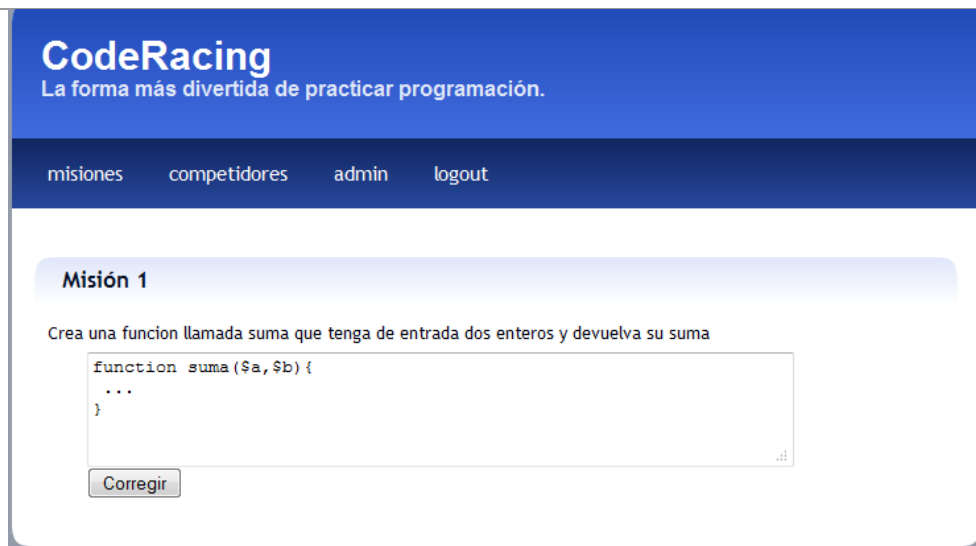 CodeRacing
La forma más divertida de practicar programación.
misiones competidores admin logout
Misión 1
Crea una funcion llamada suma que tenga de entrada dos enteros y devuelva su suma
function suma($a,$b){
...
}
Corregir